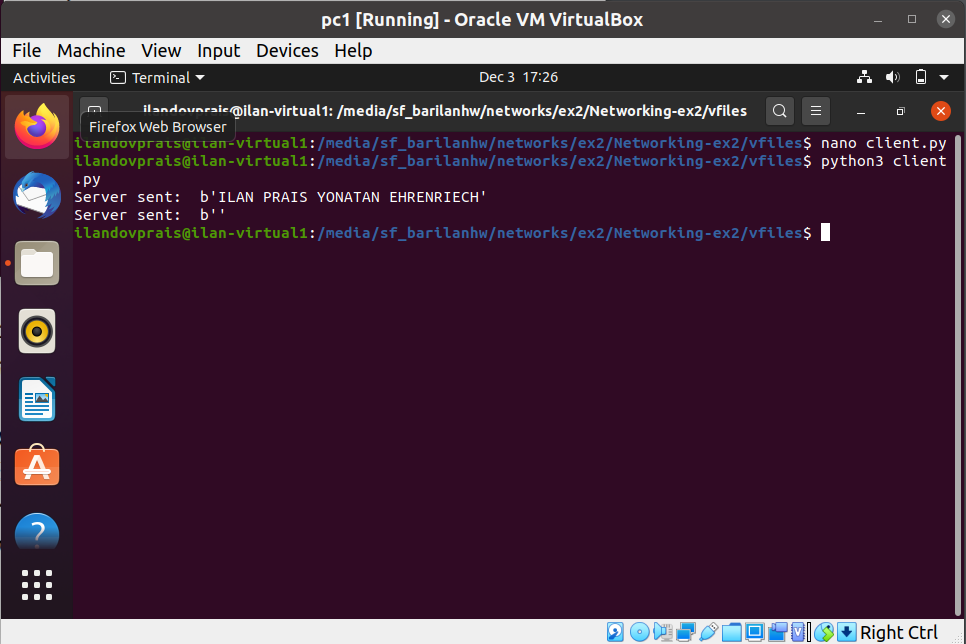 pc1 [Running] - Oracle VM VirtualBox
File Machine View Input Devices Help
Activities Terminal Dec 3 17:26
ilandovprais@ilan-virtual1: /media/sf_barilanhw/networks/ex2/Networking-ex2/vfiles
Firefox Web Browser
ilandovprais@ilan-virtual1:/media/sf_barilanhw/networks/ex2/Networking-ex2/vfiles$ nano client.py
ilandovprais@ilan-virtual1:/media/sf_barilanhw/networks/ex2/Networking-ex2/vfiles$ python3 client
.py
Server sent:  b'ILAN PRAIS YONATAN EHRENRIECH'
Server sent:  b''
ilandovprais@ilan-virtual1:/media/sf_barilanhw/networks/ex2/Networking-ex2/vfiles$
?
Right Ctrl